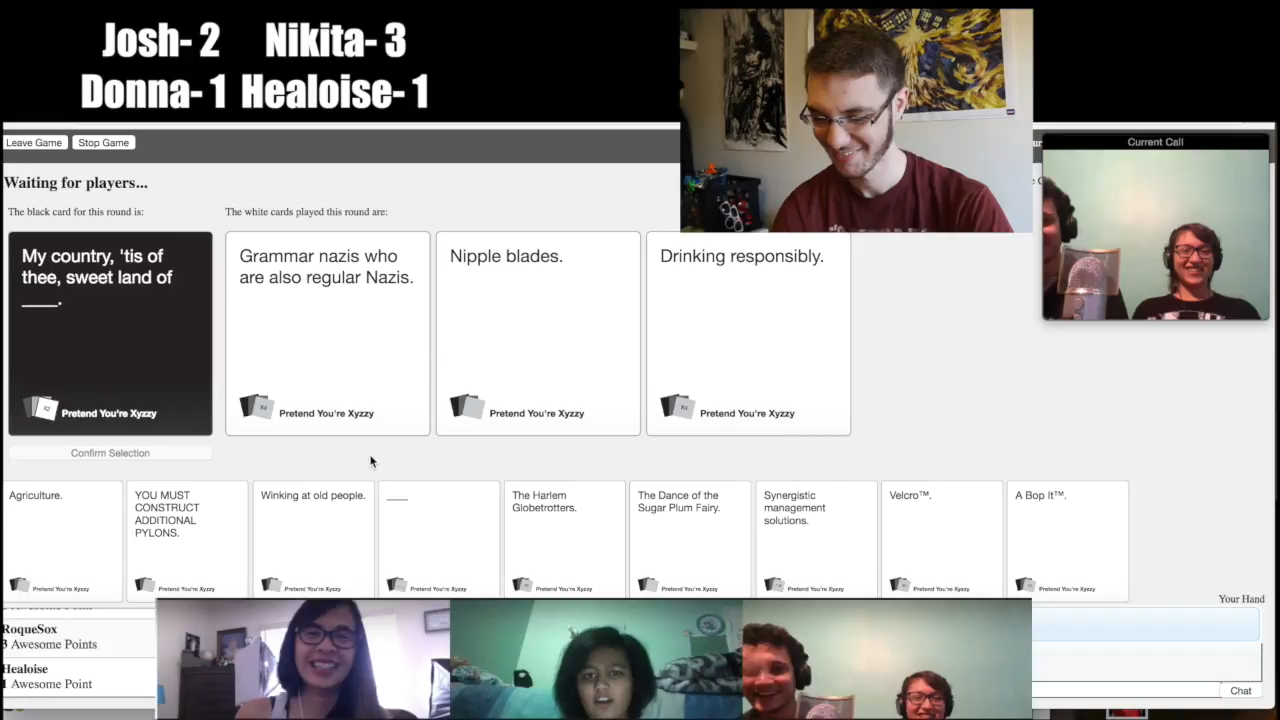 Josh- 2 Nikita- 3
Donna- 1 Healoise- 1
Leave Game Stop Game
Current Call
Waiting for players...
The black card for this round is:
The white cards played this round are:
My country, 'tis of
thee, sweet land of
____.
Pretend You're Xyzzy
Grammar nazis who
are also regular Nazis.
Pretend You're Xyzzy
Nipple blades.
Pretend You're Xyzzy
Drinking responsibly.
Pretend You're Xyzzy
Confirm Selection
Agriculture.
Pretend You're Xyzzy
YOU MUST
CONSTRUCT
ADDITIONAL
PYLONS.
Pretend You're Xyzzy
Winking at old people.
Pretend You're Xyzzy
____
Pretend You're Xyzzy
The Harlem
Globetrotters.
Pretend You're Xyzzy
The Dance of the
Sugar Plum Fairy.
Pretend You're Xyzzy
Synergistic
management
solutions.
Pretend You're Xyzzy
Velcro™.
Pretend You're Xyzzy
A Bop It™.
Pretend You're Xyzzy
Your Hand
RoqueSox
3 Awesome Points
Healoise
1 Awesome Point
Chat